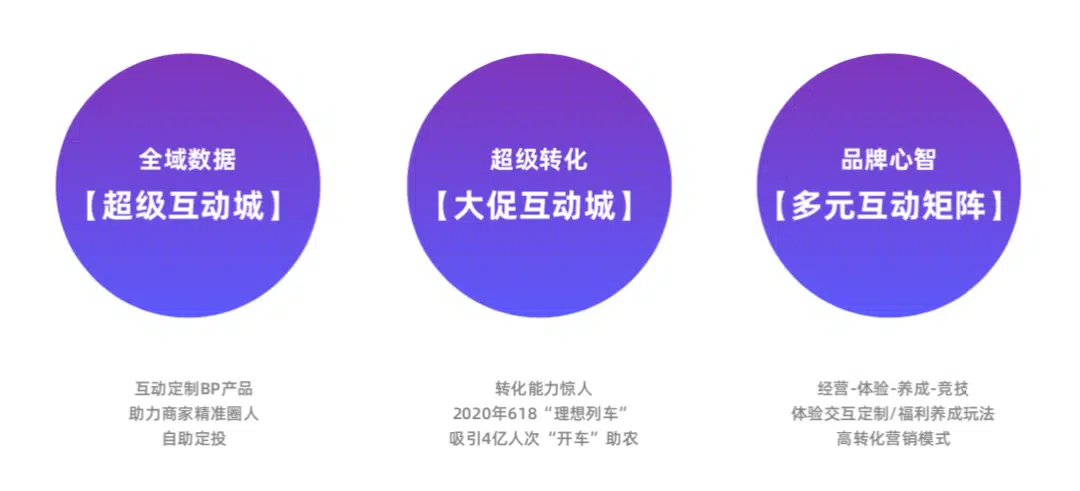 全域数据
【超级互动城】
互动定制BP产品
助力商家精准圈人
自助定投
超级转化
【大促互动城】
转化能力惊人
2020年618“理想列车”
吸引4亿人次“开车”助农
品牌心智
【多元互动矩阵】
经营-体验-养成-竞技
体验交互定制/福利养成玩法
高转化营销模式